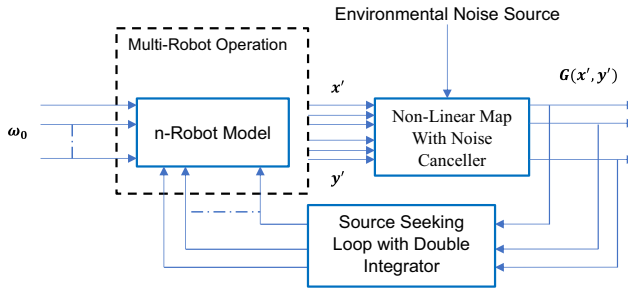 Environmental Noise Source
Multi-Robot Operation
G(x′, y′)
x′
ω₀
n-Robot Model
Non-Linear Map
With Noise
Canceller
y′
Source Seeking
Loop with Double
Integrator